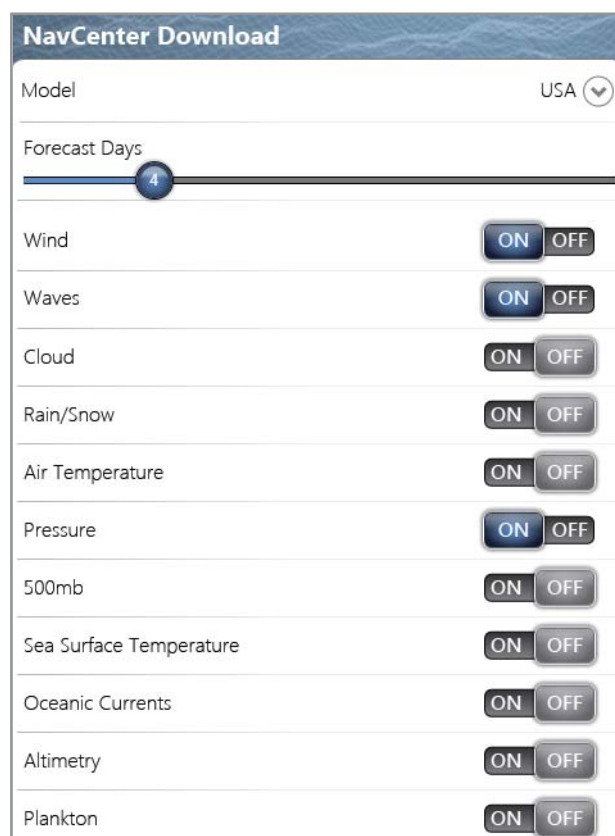 NavCenter Download
Model USA
Forecast Days
4
Wind ON OFF
Waves ON OFF
Cloud ON OFF
Rain/Snow ON OFF
Air Temperature ON OFF
Pressure ON OFF
500mb ON OFF
Sea Surface Temperature ON OFF
Oceanic Currents ON OFF
Altimetry ON OFF
Plankton ON OFF